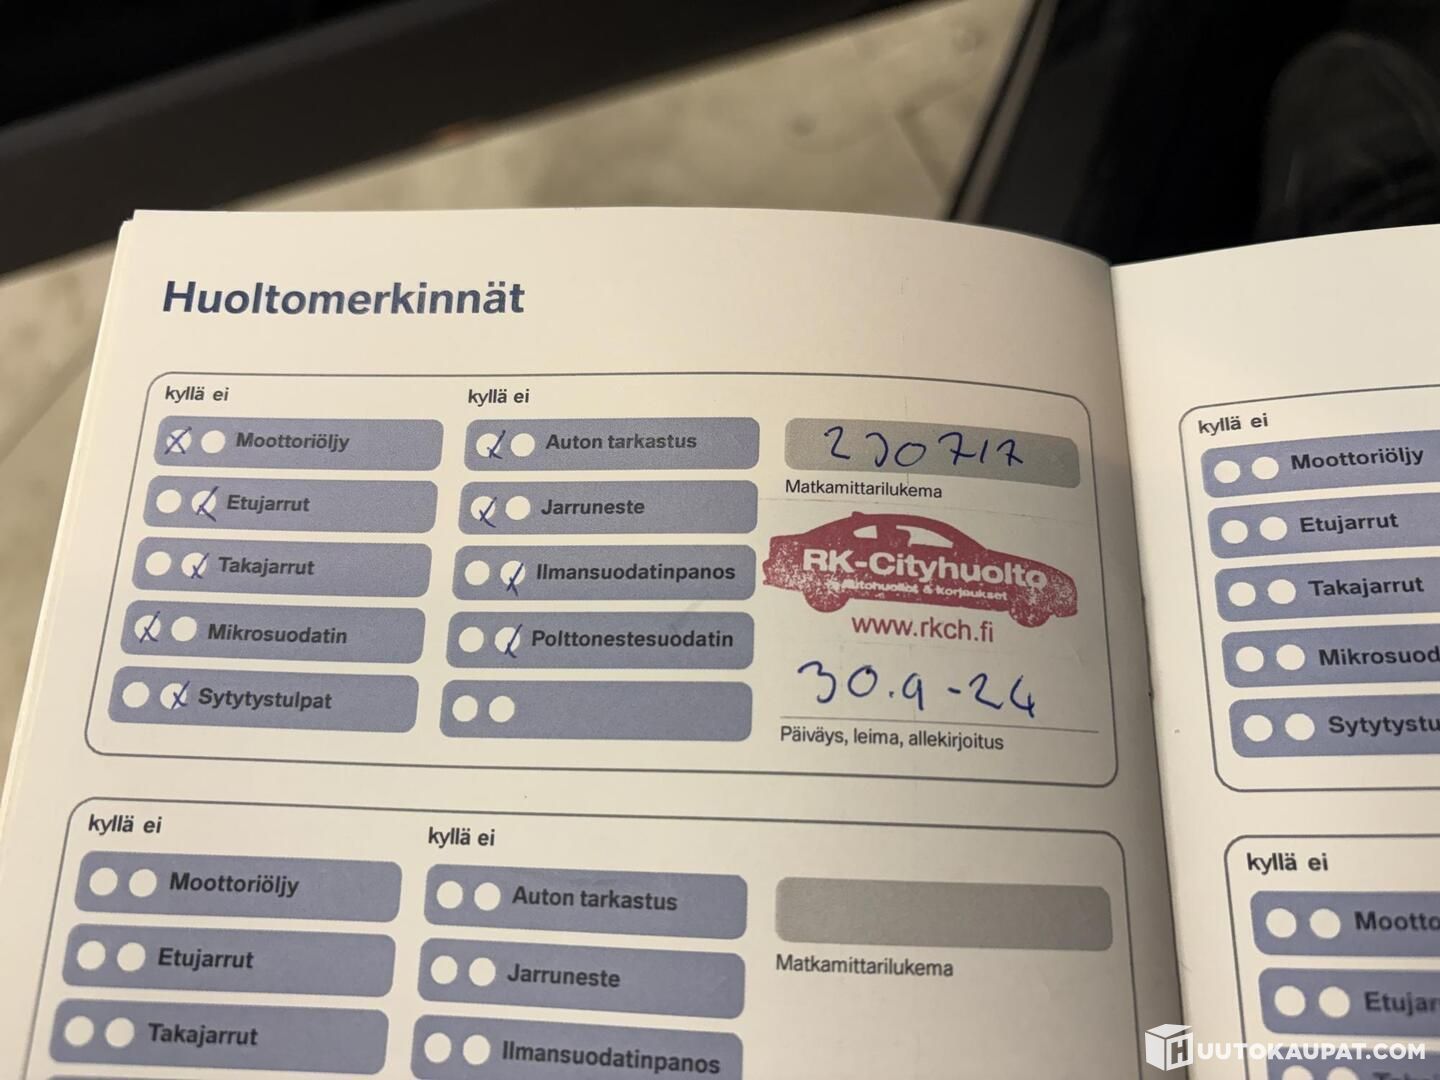 Huoltomerkinnät
kyllä ei
kyllä ei
Moottoriöljy
Auton tarkastus
Etujarrut
Jarruneste
Takajarrut
Ilmansuodatinpanos
Mikrosuodatin
Polttonestesuodatin
Sytytystulpat
Matkamittarilukema
RK-Cityhuolto
Autohuollot & korjaukset
www.rkch.fi
30.9-24
Päiväys, leima, allekirjoitus
kyllä ei
kyllä ei
Moottoriöljy
Auton tarkastus
Etujarrut
Jarruneste
Takajarrut
Ilmansuodatinpanos
Matkamittarilukema
kyllä ei
Moottoriöljy
Etujarrut
Takajarrut
Mikrosuod
Sytytystu
kyllä ei
Mootto
Etujar
HUUTOKAUPAT.COM